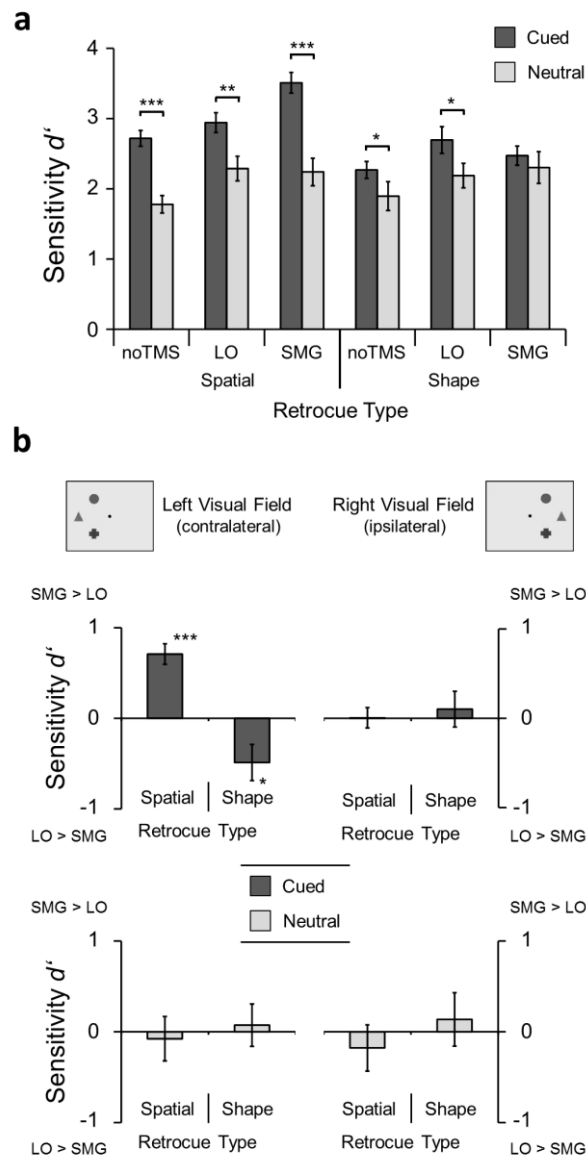 a
Cued
Neutral
Sensitivity d‘
4
3
2
1
0
*** ** *** * *
noTMS LO SMG noTMS LO SMG
Spatial Shape
Retrocue Type
b
Left Visual Field
(contralateral)
Right Visual Field
(ipsilateral)
SMG > LO SMG > LO
Sensitivity d‘
1 1
***
0 0
*
Spatial Shape Spatial Shape
-1 -1
Retrocue Type Retrocue Type
LO > SMG LO > SMG
Cued
Neutral
SMG > LO SMG > LO
Sensitivity d‘
1 1
0 0
Spatial Shape Spatial Shape
-1 -1
Retrocue Type Retrocue Type
LO > SMG LO > SMG